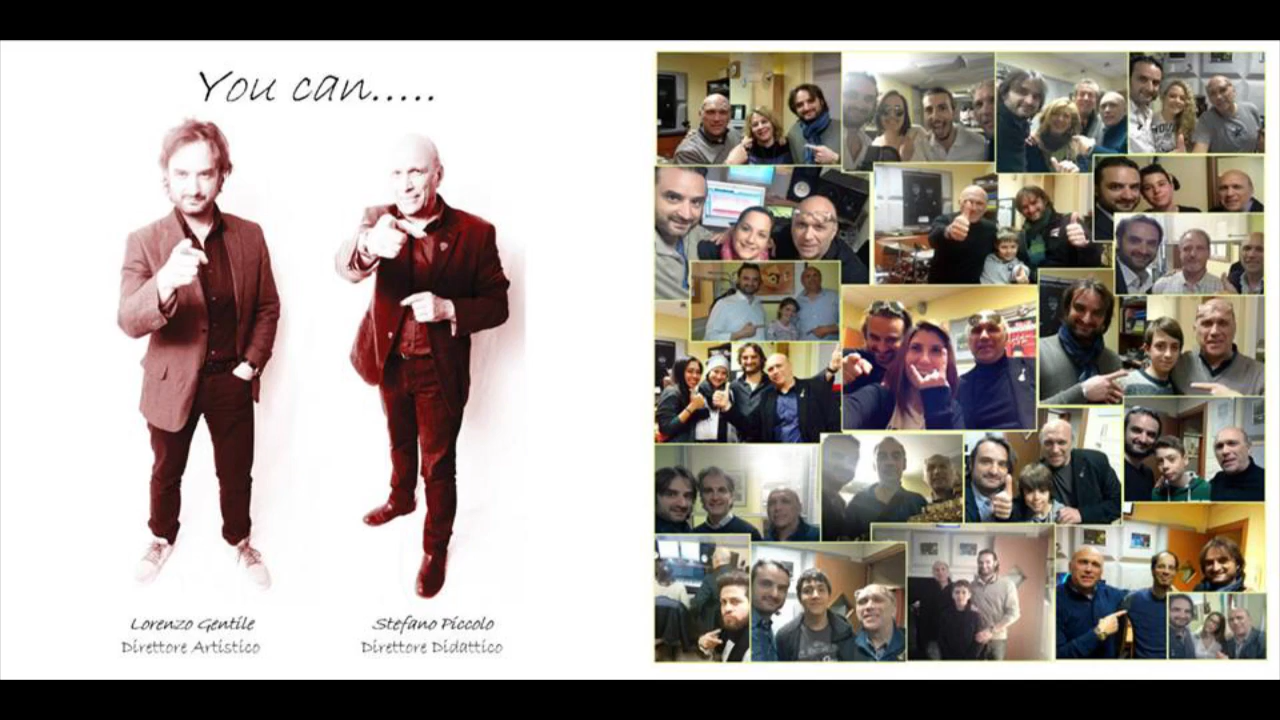 You can.....
Lorenzo Gentile
Direttore Artistico
Stefano Piccolo
Direttore Didattico